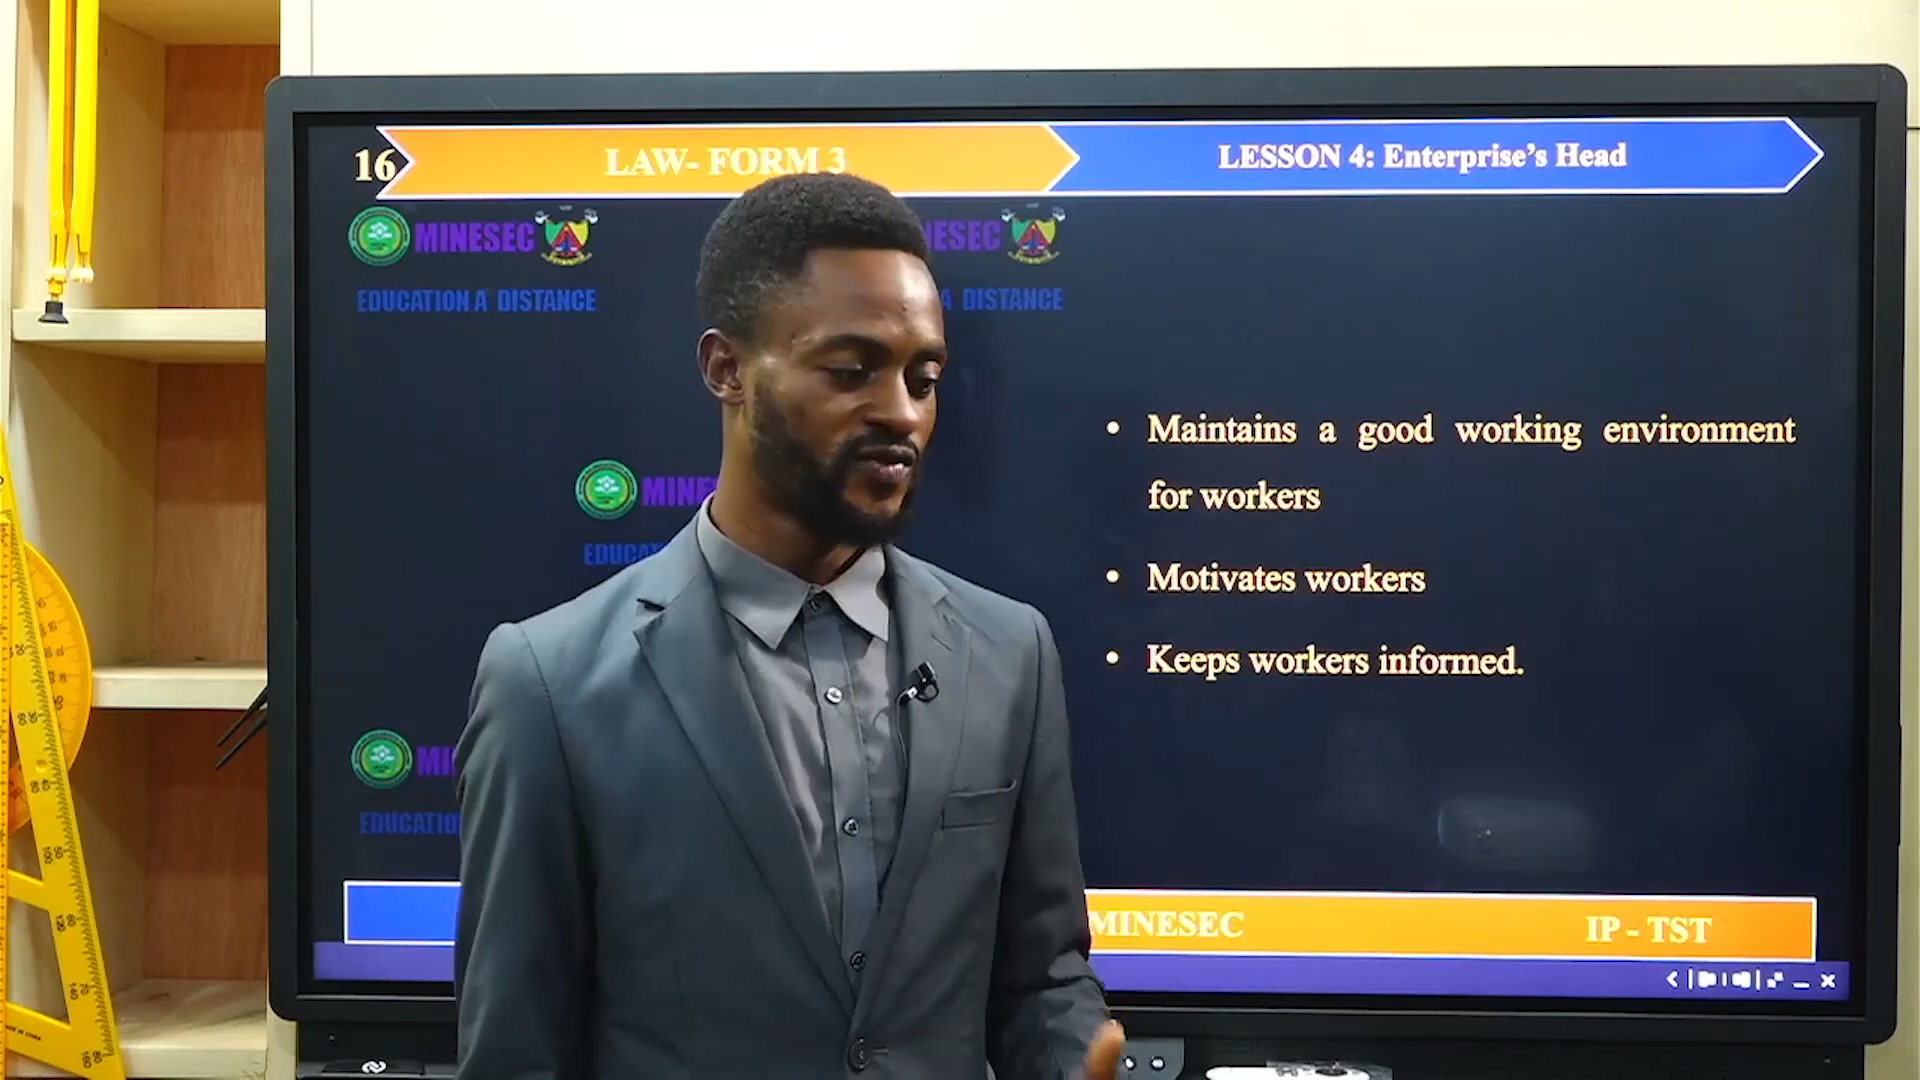 16
LAW- FORM 3
LESSON 4: Enterprise's Head
MINESEC
EDUCATION A DISTANCE
A DISTANCE
• Maintains a good working environment
for workers
• Motivates workers
• Keeps workers informed.
MINESEC
IP - TST